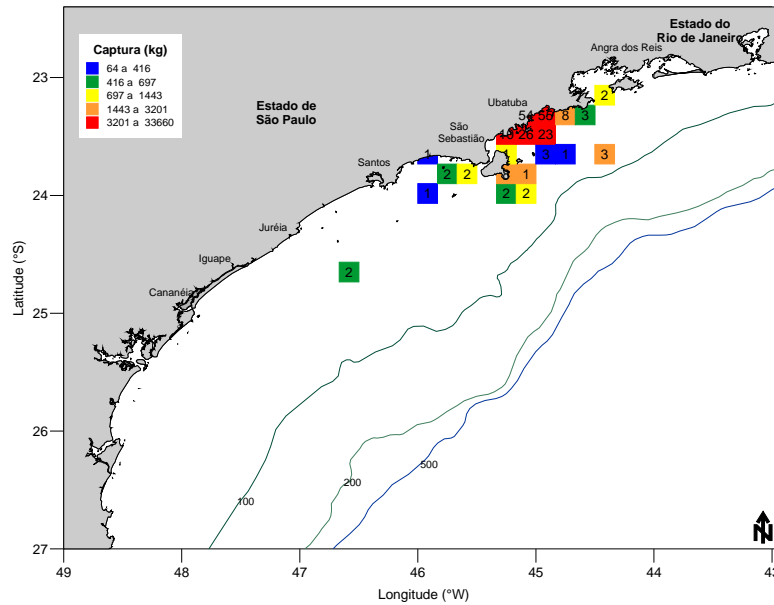 Estado do
Rio de Janeiro
Angra dos Reis
Captura (kg)
64 a 416
416 a 697
697 a 1443
1443 a 3201
3201 a 33660
Estado de
São Paulo
Ubatuba
São
Sebastião
Santos
Juréia
Iguape
Cananéia
2
54 58 8 3
26 23
1 1 3 1 3
2 2 1
1 2 2
2
100
200
500
N
23
24
25
26
27
Latitude (°S)
49 48 47 46 45 44 43
Longitude (°W)